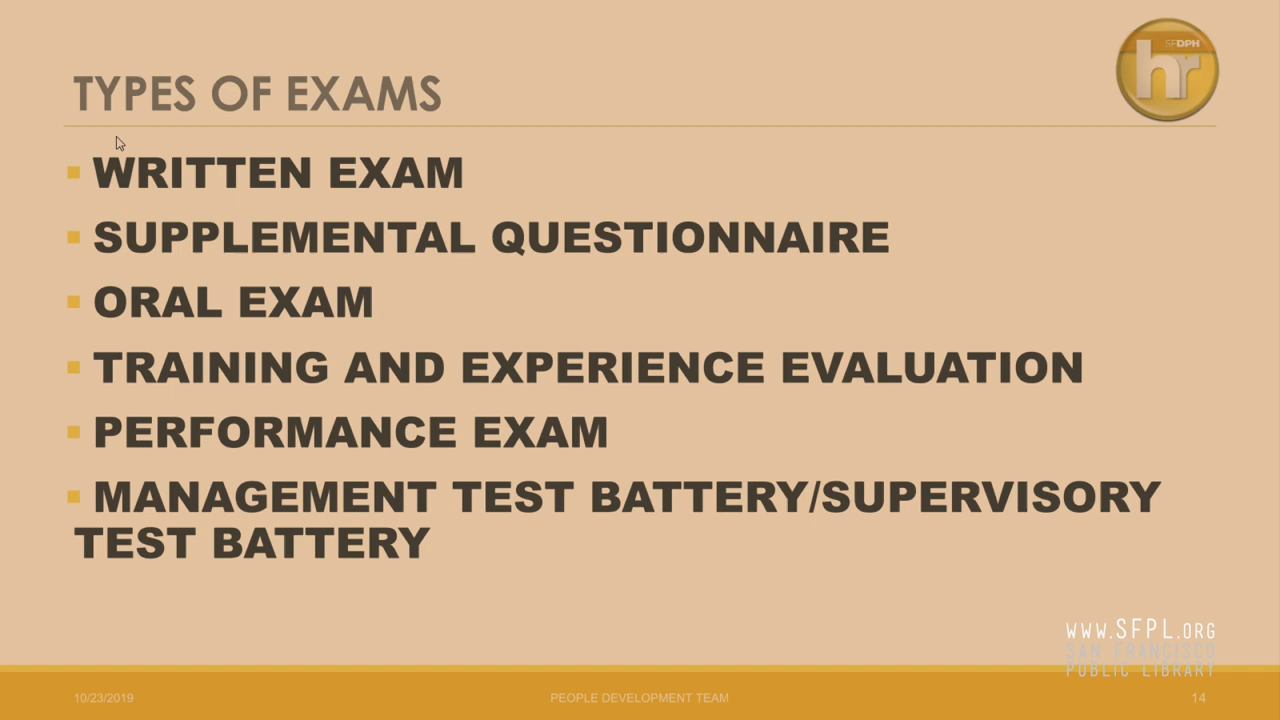 SFDPH
hr
TYPES OF EXAMS
WRITTEN EXAM
SUPPLEMENTAL QUESTIONNAIRE
ORAL EXAM
TRAINING AND EXPERIENCE EVALUATION
PERFORMANCE EXAM
MANAGEMENT TEST BATTERY/SUPERVISORY
TEST BATTERY
WWW.SFPL.ORG
SAN FRANCISCO
PUBLIC LIBRARY
10/23/2019
PEOPLE DEVELOPMENT TEAM
14